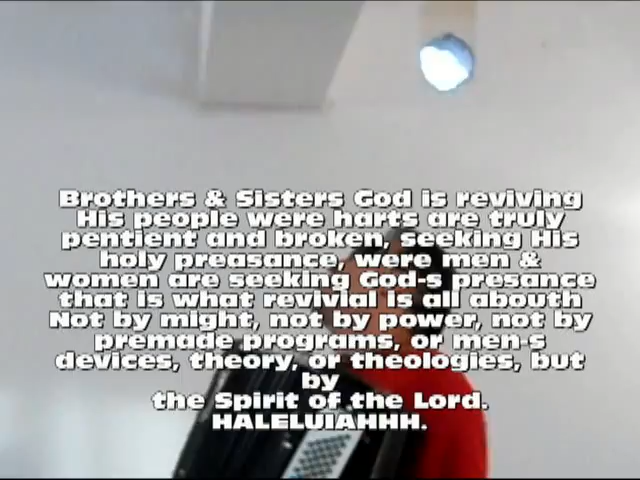 Brothers & Sisters God is reviving
His people were harts are truly
pentient and broken, seeking His
holy preasance, were men &
women are seeking God-s presance
that is what revivial is all abouth
Not by might, not by power, not by
premade programs, or men-s
devices, theory, or theologies, but
by
the Spirit of the Lord.
HALELUIAHHH.